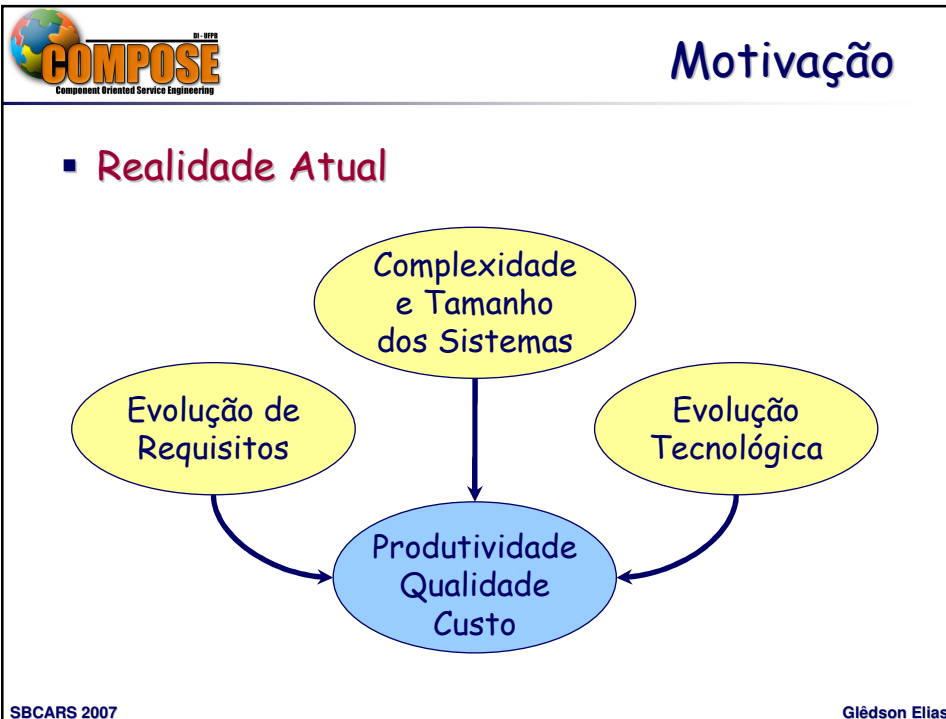 DI - UFPB
COMPOSE
Component Oriented Service Engineering
Motivação
Realidade Atual
Complexidade
e Tamanho
dos Sistemas
Evolução de
Requisitos
Evolução
Tecnológica
Produtividade
Qualidade
Custo
SBCARS 2007
Glêdson Elias